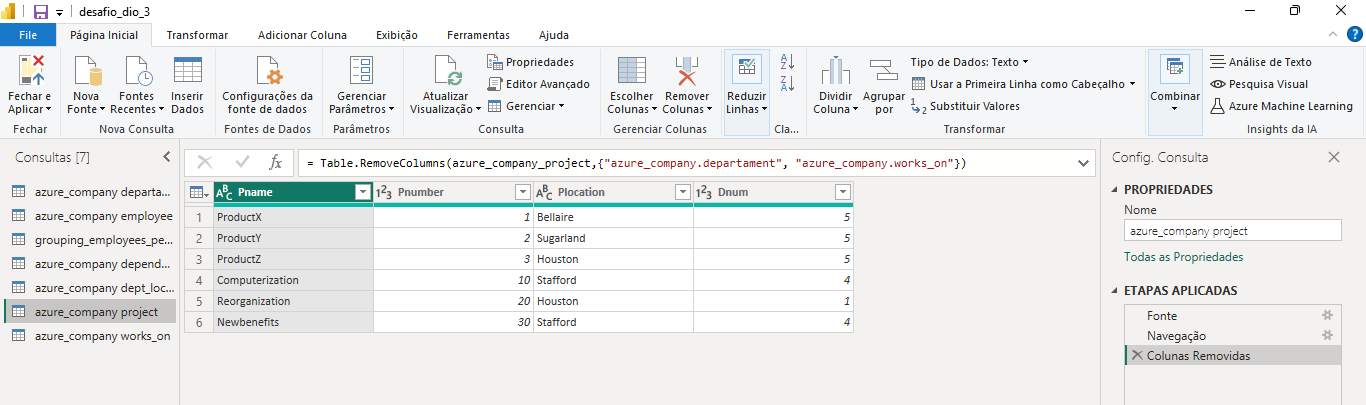 desafio_dio_3
File Página Inicial Transformar Adicionar Coluna Exibição Ferramentas Ajuda
Fechar e Aplicar
Fechar
Nova Fonte
Fontes Recentes
Inserir Dados
Nova Consulta
Configurações da fonte de dados
Fontes de Dados
Gerenciar Parâmetros
Parâmetros
Atualizar Visualização
Propriedades
Editor Avançado
Gerenciar
Consulta
Escolher Colunas
Remover Colunas
Gerenciar Colunas
Reduzir Linhas
A Z
Z A
Cla...
Dividir Coluna
Agrupar por
Tipo de Dados: Texto
Usar a Primeira Linha como Cabeçalho
1 2 Substituir Valores
Transformar
Combinar
Análise de Texto
Pesquisa Visual
Azure Machine Learning
Insights da IA
Consultas [7]
azure_company departa...
azure_company employee
grouping_employees_pe...
azure_company depend...
azure_company dept_loc...
azure_company project
azure_company works_on
fx = Table.RemoveColumns(azure_company_project,{"azure_company.departament", "azure_company.works_on"})
ABC Pname 123 Pnumber ABC Plocation 123 Dnum
1 ProductX 1 Bellaire 5
2 ProductY 2 Sugarland 5
3 ProductZ 3 Houston 5
4 Computerization 10 Stafford 4
5 Reorganization 20 Houston 1
6 Newbenefits 30 Stafford 4
Config. Consulta
PROPRIEDADES
Nome
azure_company project
Todas as Propriedades
ETAPAS APLICADAS
Fonte
Navegação
Colunas Removidas